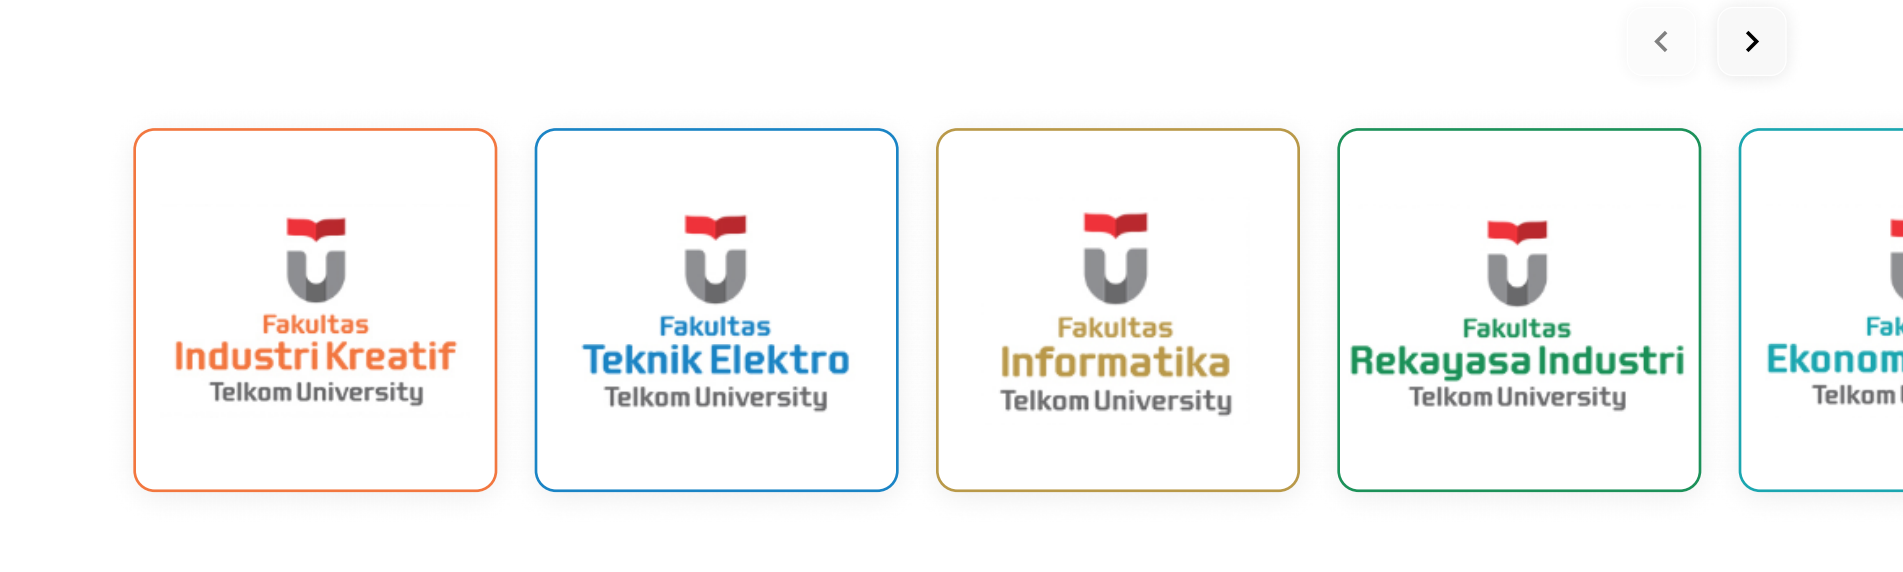 Fakultas
Industri Kreatif
Telkom University
Fakultas
Teknik Elektro
Telkom University
Fakultas
Informatika
Telkom University
Fakultas
Rekayasa Industri
Telkom University
Telkom